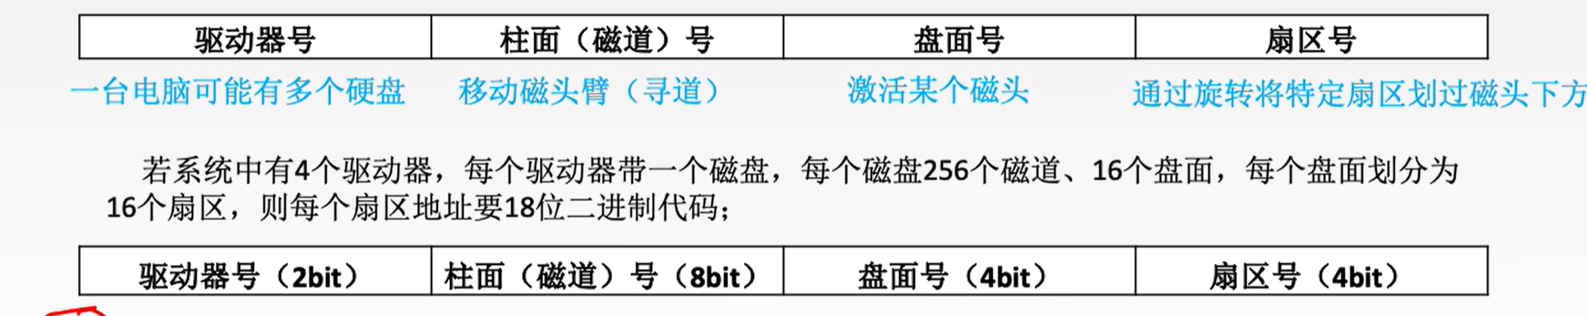 驱动器号 柱面（磁道）号 盘面号 扇区号
一台电脑可能有多个硬盘 移动磁头臂（寻道） 激活某个磁头 通过旋转将特定扇区划过磁头下方
若系统中有4个驱动器，每个驱动器带一个磁盘，每个磁盘256个磁道、16个盘面，每个盘面划分为
16个扇区，则每个扇区地址要18位二进制代码；
驱动器号（2bit） 柱面（磁道）号（8bit） 盘面号（4bit） 扇区号（4bit）